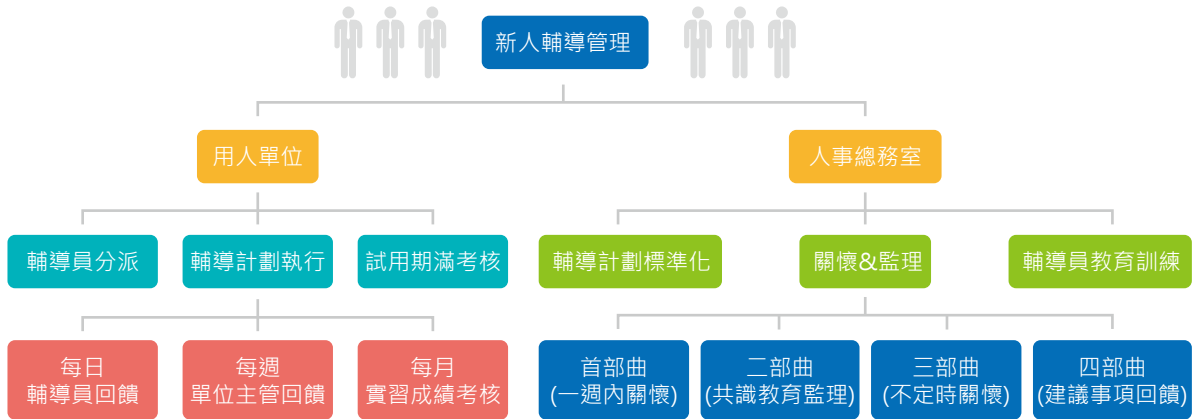 新人輔導管理
用人單位
人事總務室
輔導員分派
輔導計劃執行
試用期滿考核
輔導計劃標準化
關懷&監理
輔導員教育訓練
每日
輔導員回饋
每週
單位主管回饋
每月
實習成績考核
首部曲
(一週內關懷)
二部曲
(共識教育監理)
三部曲
(不定時關懷)
四部曲
(建議事項回饋)